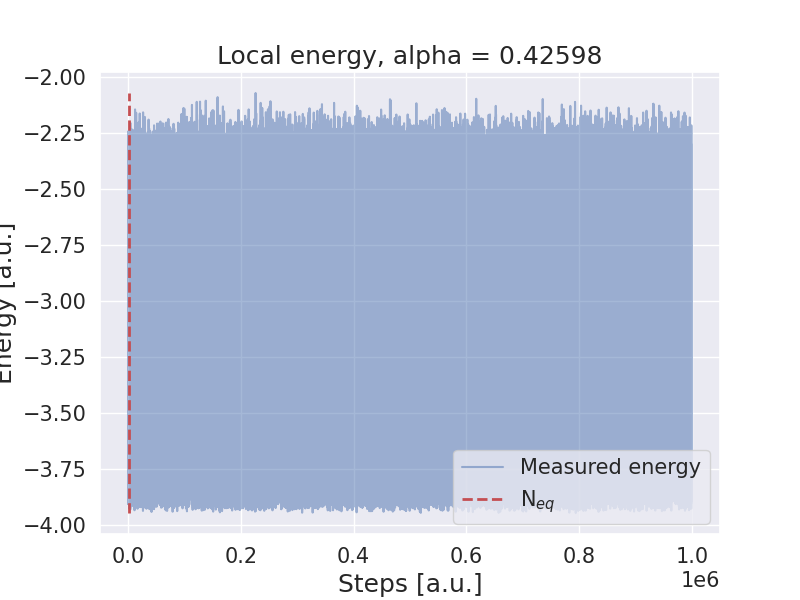 Local energy, alpha = 0.42598
−2.00
−2.25
−2.50
−2.75
−3.00
−3.25
−3.50
−3.75
−4.00
Energy [a.u.]
Measured energy
N_eq
0.0 0.2 0.4 0.6 0.8 1.0
1e6
Steps [a.u.]